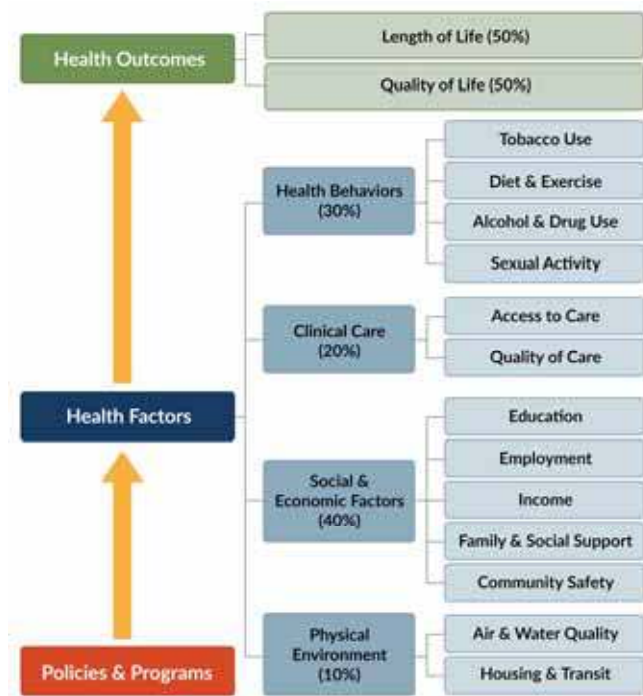 Health Outcomes
Length of Life (50%)
Quality of Life (50%)
Health Factors
Health Behaviors
(30%)
Tobacco Use
Diet & Exercise
Alcohol & Drug Use
Sexual Activity
Clinical Care
(20%)
Access to Care
Quality of Care
Social &
Economic Factors
(40%)
Education
Employment
Income
Family & Social Support
Community Safety
Physical
Environment
(10%)
Air & Water Quality
Housing & Transit
Policies & Programs